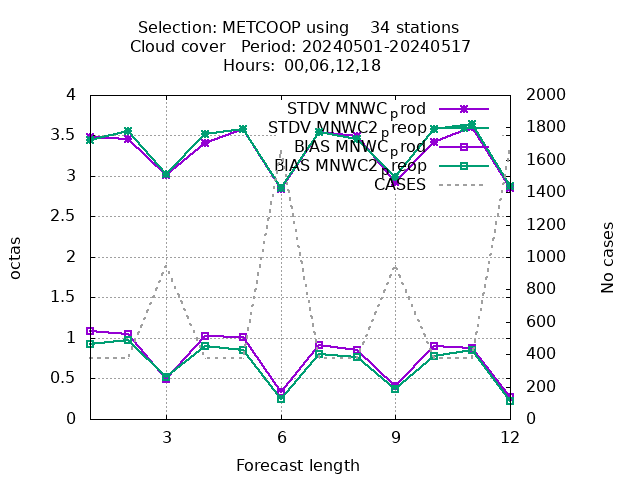 Selection: METCOOP using    34 stations
Cloud cover   Period: 20240501-20240517
Hours: 00,06,12,18
STDV MNWC_prod
STDV MNWC2_preop
BIAS MNWC_prod
BIAS MNWC2_preop
CASES
octas
No cases
4
3.5
3
2.5
2
1.5
1
0.5
0
2000
1800
1600
1400
1200
1000
800
600
400
200
0
3 6 9 12
Forecast length